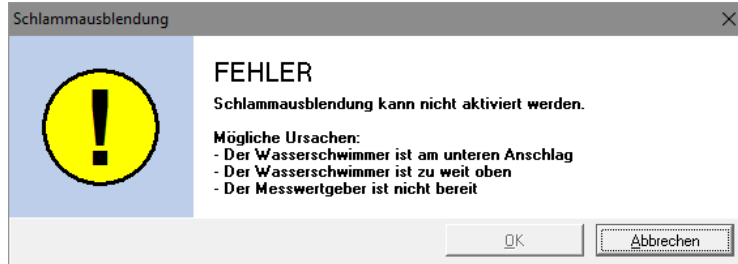 Schlammausblendung
FEHLER
Schlammausblendung kann nicht aktiviert werden.
Mögliche Ursachen:
- Der Wasserschwimmer ist am unteren Anschlag
- Der Wasserschwimmer ist zu weit oben
- Der Messwertgeber ist nicht bereit
OK
Abbrechen